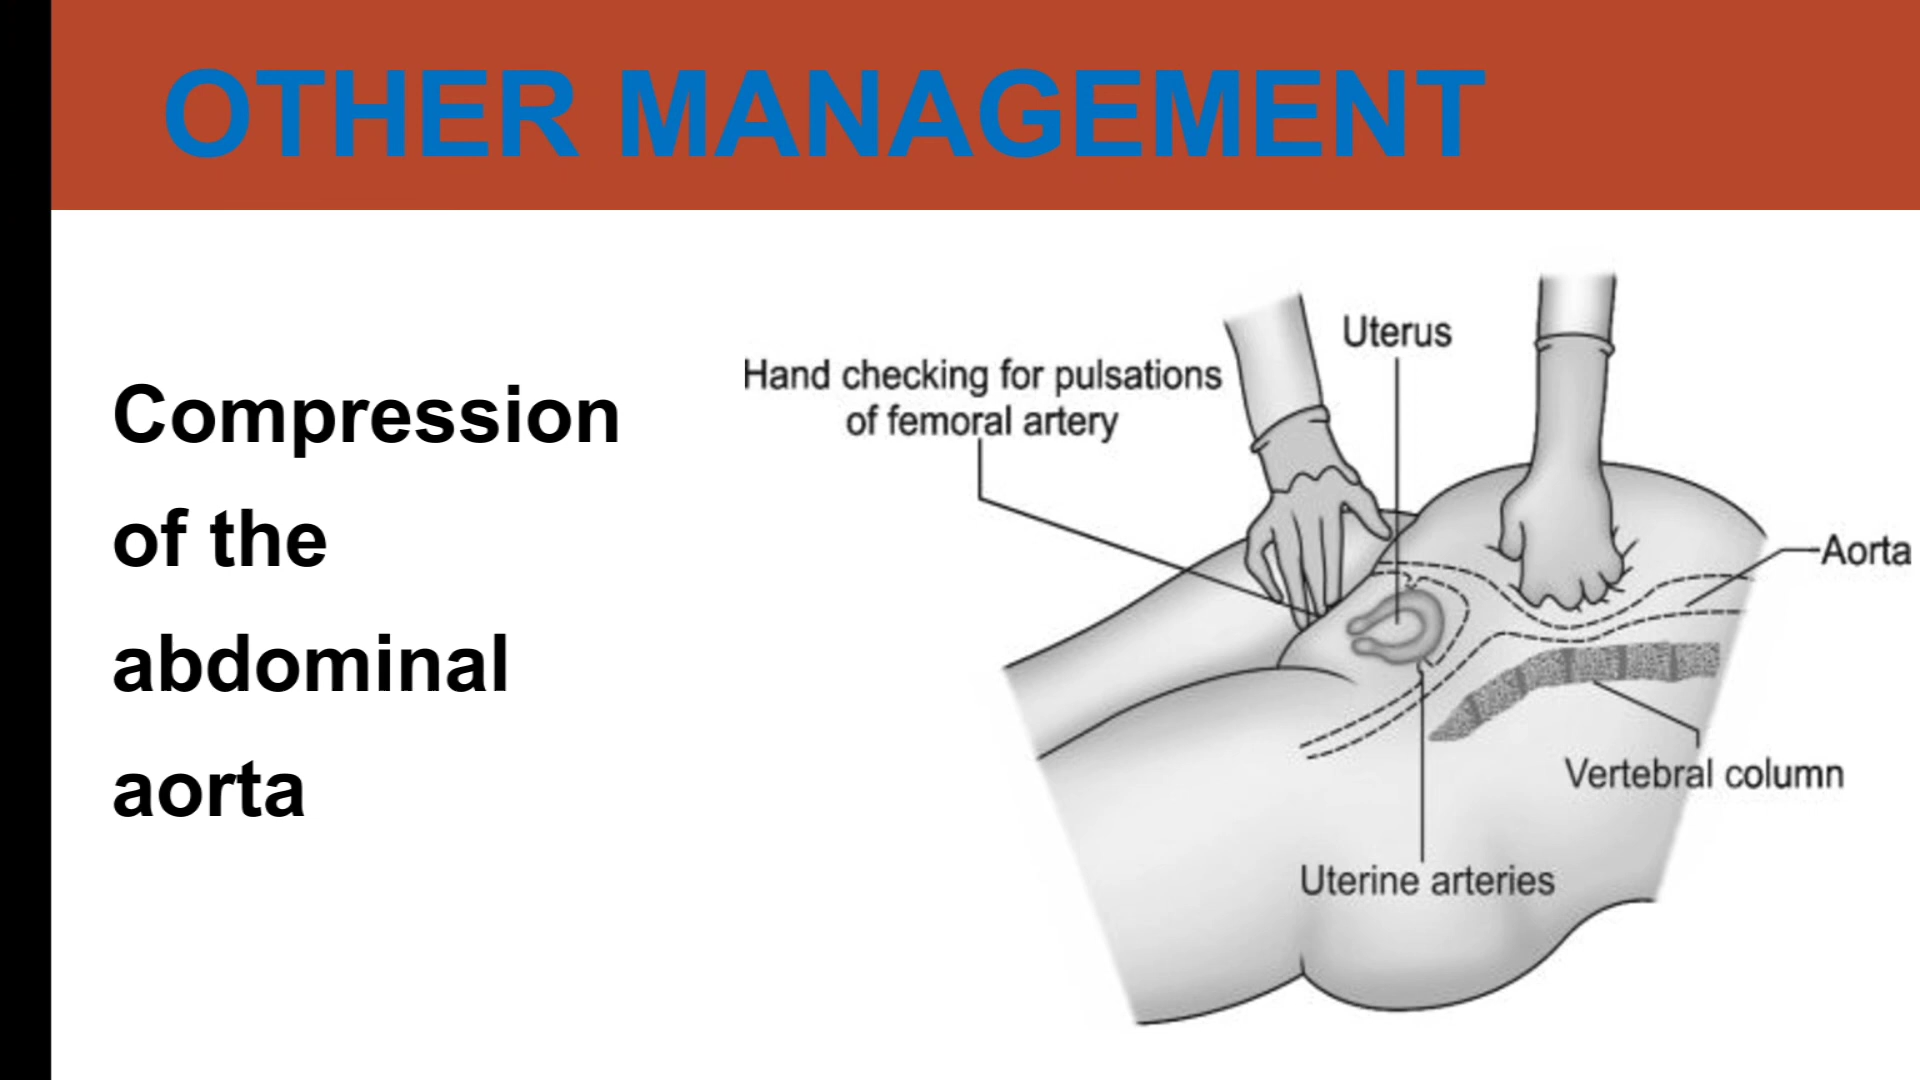 OTHER MANAGEMENT
Compression
of the
abdominal
aorta
Hand checking for pulsations
of femoral artery
Uterus
Aorta
Vertebral column
Uterine arteries